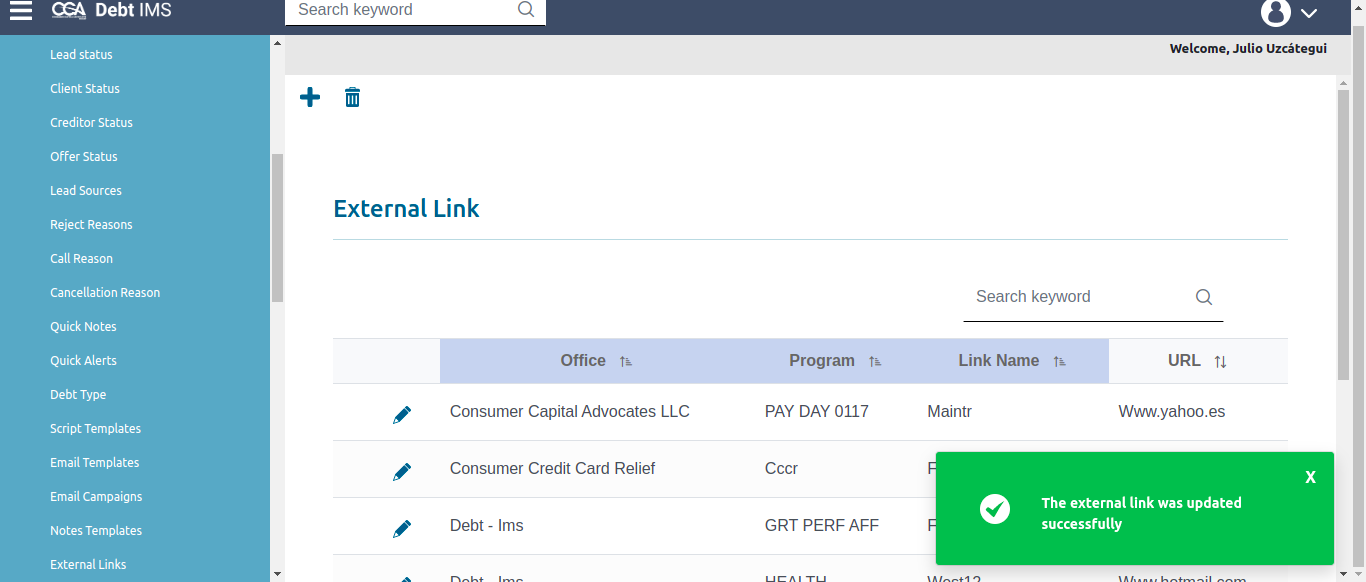 CCA Debt IMS
Search keyword
Welcome, Julio Uzcátegui
Lead status
Client Status
Creditor Status
Offer Status
Lead Sources
Reject Reasons
Call Reason
Cancellation Reason
Quick Notes
Quick Alerts
Debt Type
Script Templates
Email Templates
Email Campaigns
Notes Templates
External Links
External Link
Search keyword
Office Program Link Name URL
Consumer Capital Advocates LLC PAY DAY 0117 Maintr Www.yahoo.es
Consumer Credit Card Relief Cccr F
Debt - Ims GRT PERF AFF F
Debt - Ims HEALTH West12 Www.hotmail.com
X
The external link was updated
successfully